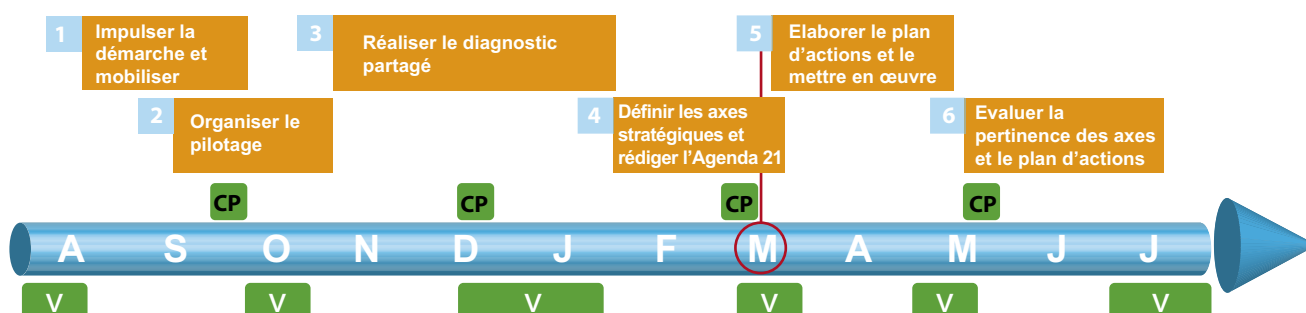 1
Impulser la
démarche et
mobiliser
2
Organiser le
pilotage
3
Réaliser le diagnostic
partagé
4
Définir les axes
stratégiques et
rédiger l’Agenda 21
5
Elaborer le plan
d’actions et le
mettre en œuvre
6
Evaluer la
pertinence des axes
et le plan d’actions
CP CP CP CP
A S O N D J F M A M J J
V V V V V V